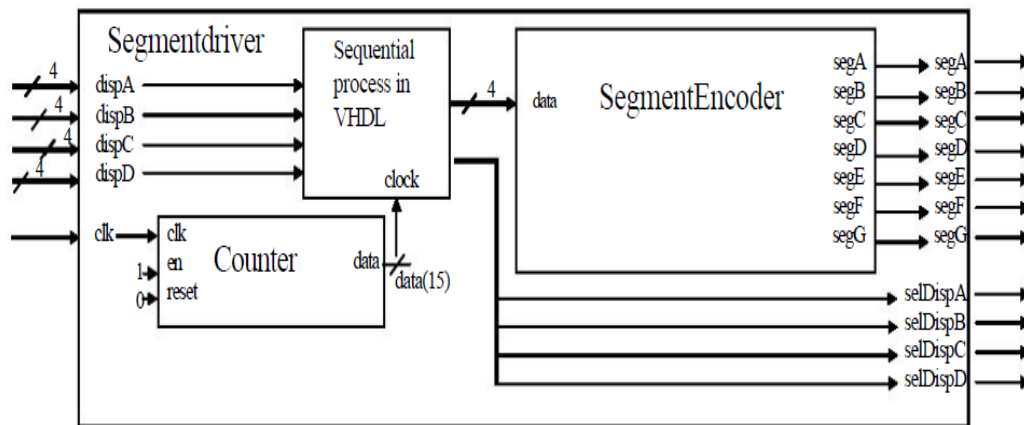 Segmentdriver
4
4
4
4
dispA
dispB
dispC
dispD
clk
Sequential
process in
VHDL
clock
4
clk
en
reset
1
0
Counter
data
data(15)
data
SegmentEncoder
segA
segB
segC
segD
segE
segF
segG
segA
segB
segC
segD
segE
segF
segG
selDispA
selDispB
selDispC
selDispD